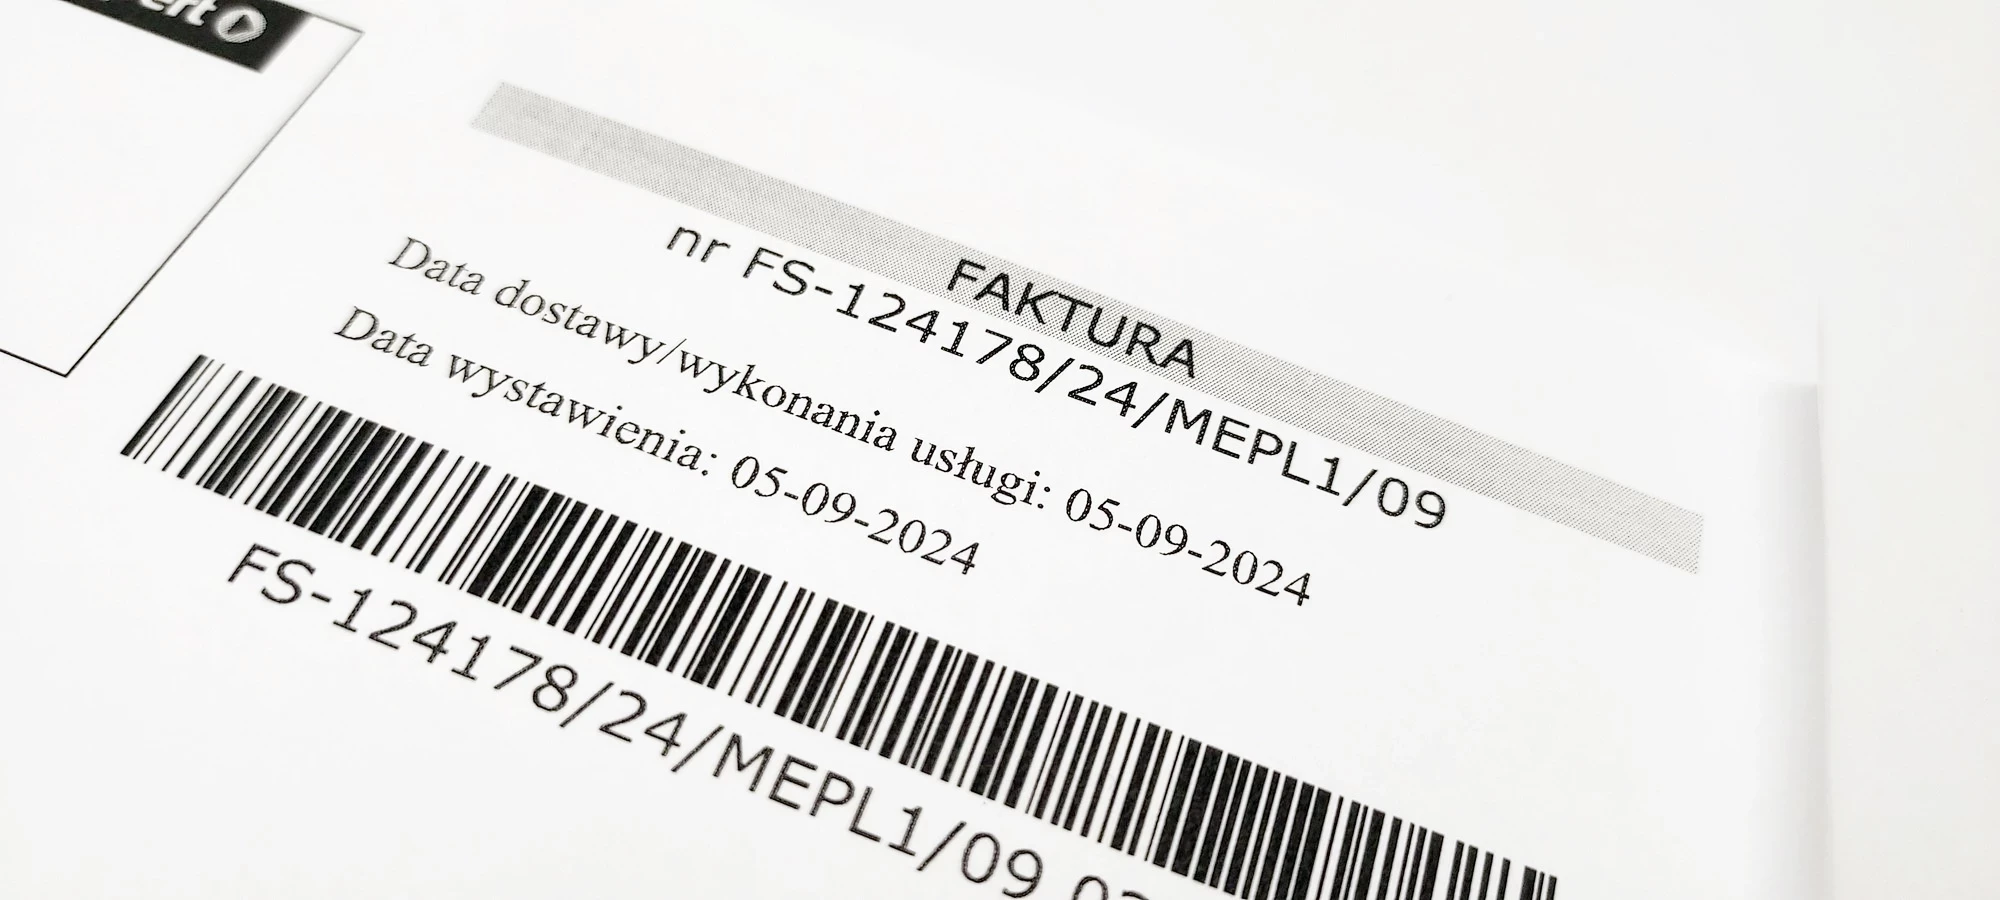 FAKTURA
nr FS-124178/24/MEPL1/09
Data dostawy/wykonania usługi: 05-09-2024
Data wystawienia: 05-09-2024
FS-124178/24/MEPL1/09